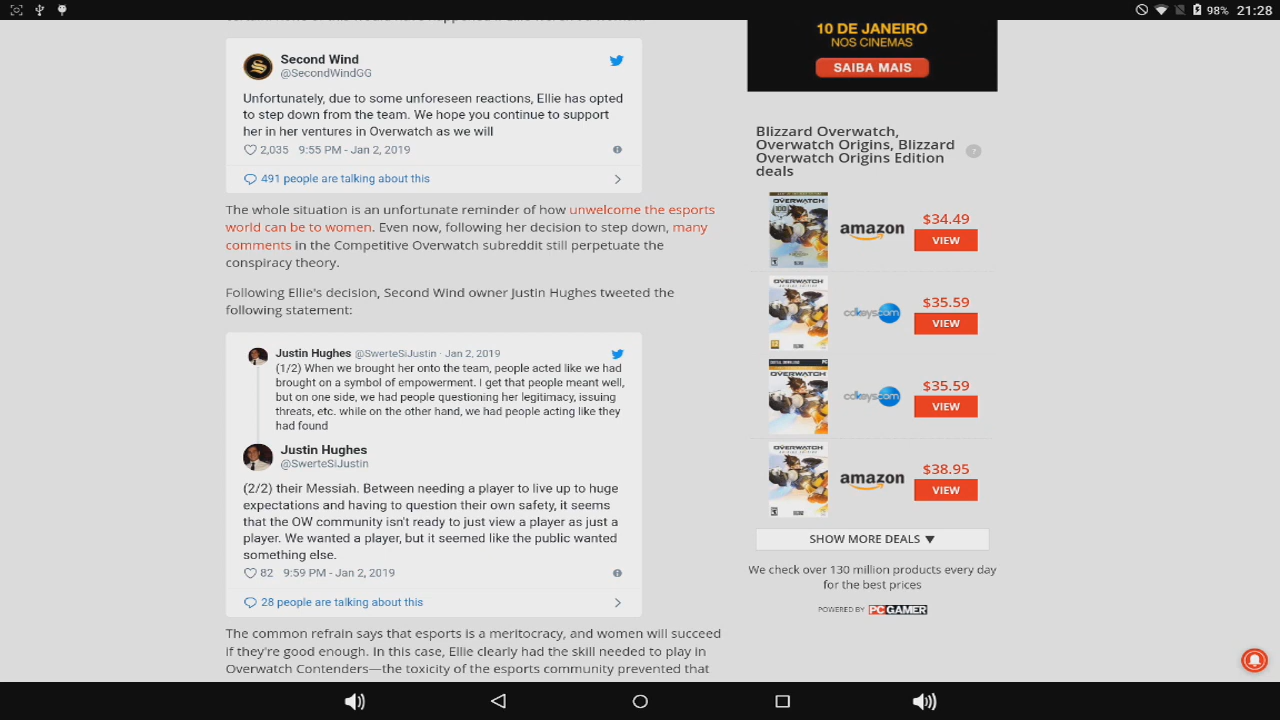 98% 21:28
Second Wind
@SecondWindGG
Unfortunately, due to some unforeseen reactions, Ellie has opted
to step down from the team. We hope you continue to support
her in her ventures in Overwatch as we will
2,035 9:55 PM - Jan 2, 2019
491 people are talking about this
The whole situation is an unfortunate reminder of how unwelcome the esports
world can be to women. Even now, following her decision to step down, many
comments in the Competitive Overwatch subreddit still perpetuate the
conspiracy theory.
Following Ellie's decision, Second Wind owner Justin Hughes tweeted the
following statement:
Justin Hughes @SwerteSiJustin · Jan 2, 2019
(1/2) When we brought her onto the team, people acted like we had
brought on a symbol of empowerment. I get that people meant well,
but on one side, we had people questioning her legitimacy, issuing
threats, etc. while on the other hand, we had people acting like they
had found
Justin Hughes
@SwerteSiJustin
(2/2) their Messiah. Between needing a player to live up to huge
expectations and having to question their own safety, it seems
that the OW community isn't ready to just view a player as just a
player. We wanted a player, but it seemed like the public wanted
something else.
82 9:59 PM - Jan 2, 2019
28 people are talking about this
The common refrain says that esports is a meritocracy, and women will succeed
if they're good enough. In this case, Ellie clearly had the skill needed to play in
Overwatch Contenders—the toxicity of the esports community prevented that
10 DE JANEIRO
NOS CINEMAS
SAIBA MAIS
Blizzard Overwatch,
Overwatch Origins, Blizzard
Overwatch Origins Edition
deals
?
OVERWATCH
amazon
$34.49
VIEW
OVERWATCH
cdkeys.com
$35.59
VIEW
OVERWATCH
cdkeys.com
$35.59
VIEW
OVERWATCH
amazon
$38.95
VIEW
SHOW MORE DEALS ▼
We check over 130 million products every day
for the best prices
POWERED BY PC GAMER